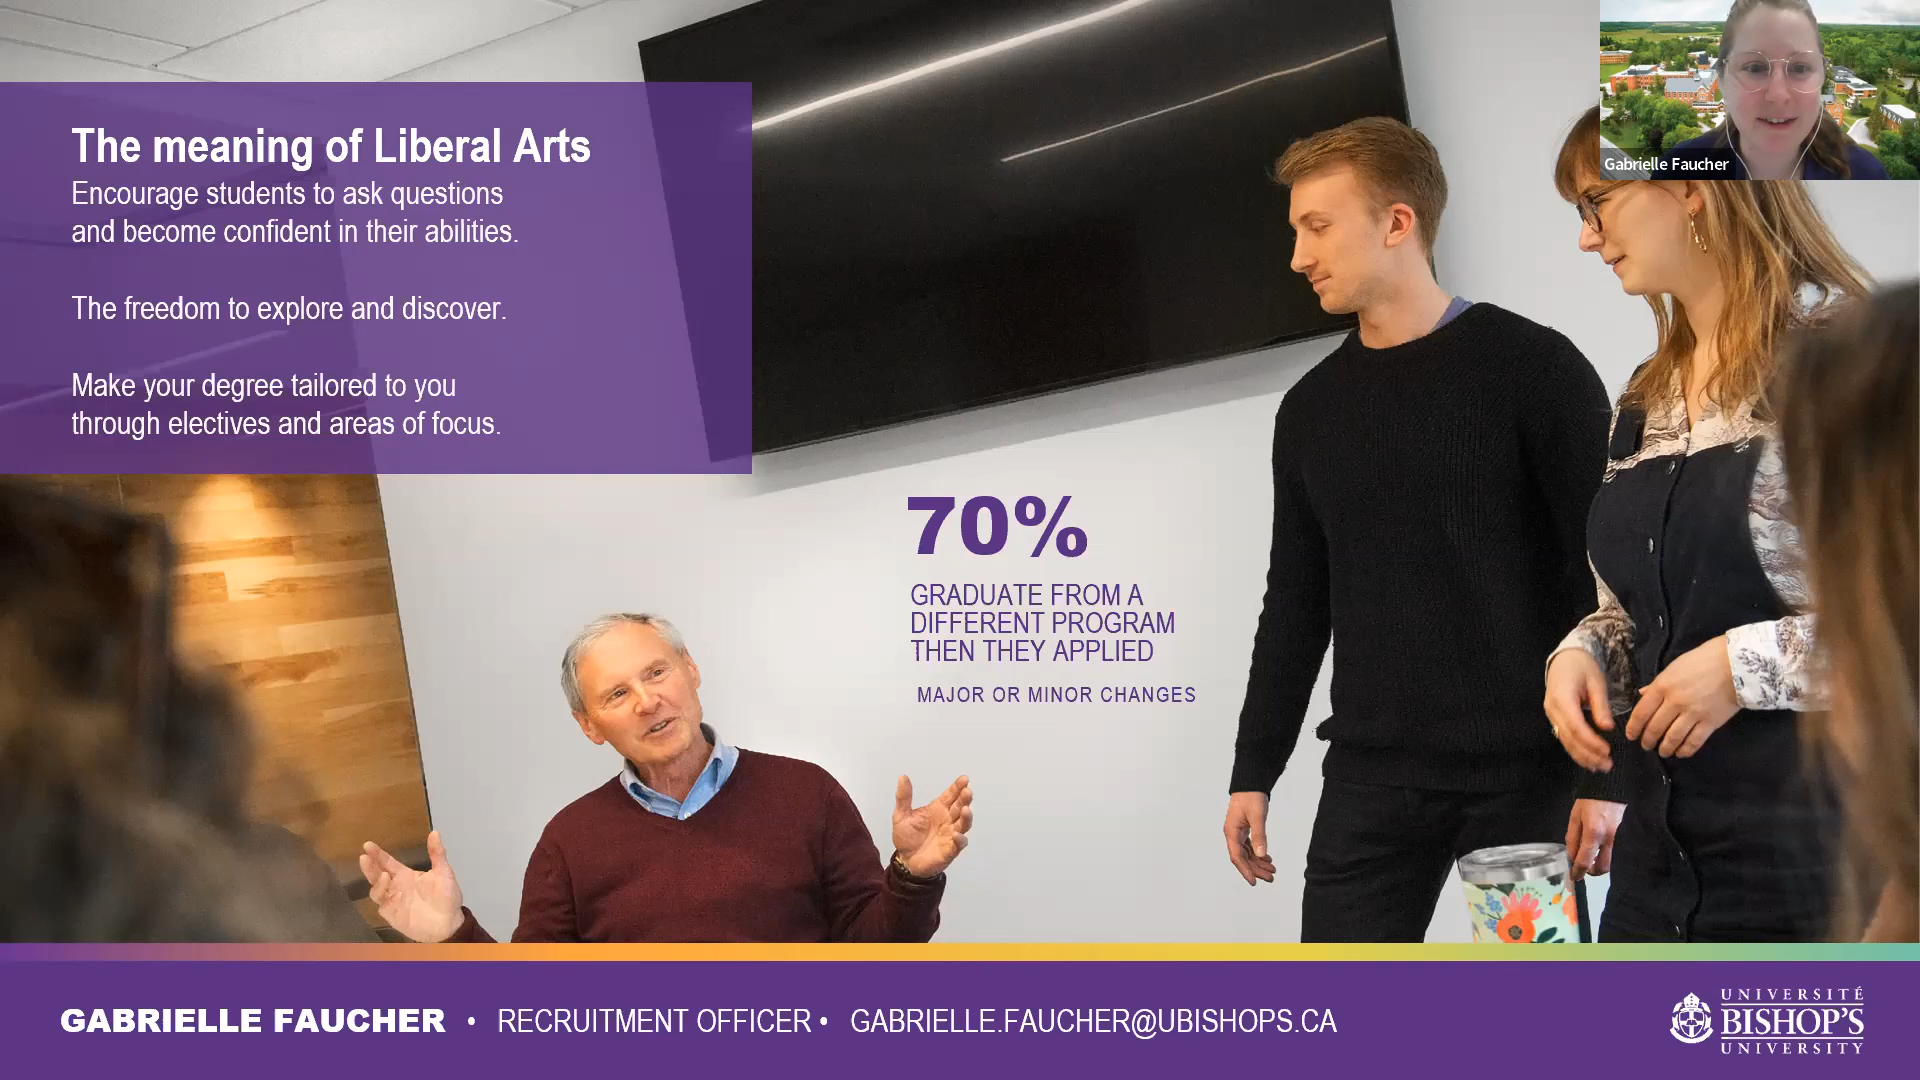 The meaning of Liberal Arts
Encourage students to ask questions
and become confident in their abilities.
The freedom to explore and discover.
Make your degree tailored to you
through electives and areas of focus.
Gabrielle Faucher
70%
GRADUATE FROM A
DIFFERENT PROGRAM
THEN THEY APPLIED
MAJOR OR MINOR CHANGES
GABRIELLE FAUCHER • RECRUITMENT OFFICER • GABRIELLE.FAUCHER@UBISHOPS.CA
UNIVERSITÉ
BISHOP'S
UNIVERSITY